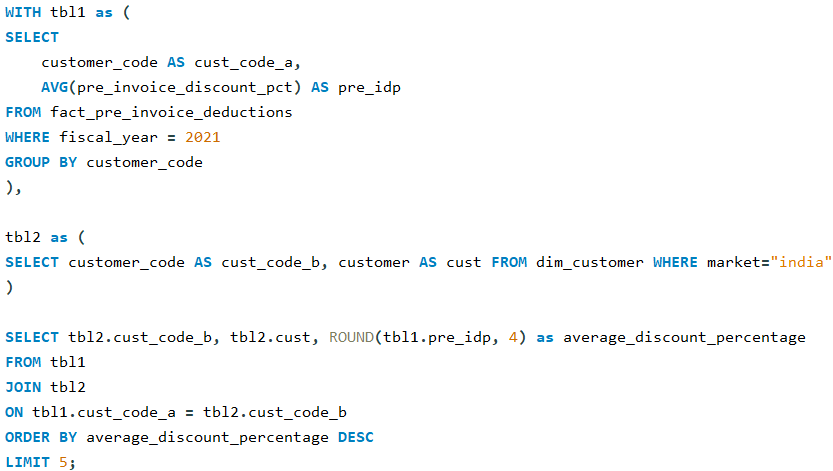 WITH tbl1 as (
SELECT
    customer_code AS cust_code_a,
    AVG(pre_invoice_discount_pct) AS pre_idp
FROM fact_pre_invoice_deductions
WHERE fiscal_year = 2021
GROUP BY customer_code
),
tbl2 as (
SELECT customer_code AS cust_code_b, customer AS cust FROM dim_customer WHERE market="india"
)
SELECT tbl2.cust_code_b, tbl2.cust, ROUND(tbl1.pre_idp, 4) as average_discount_percentage
FROM tbl1
JOIN tbl2
ON tbl1.cust_code_a = tbl2.cust_code_b
ORDER BY average_discount_percentage DESC
LIMIT 5;